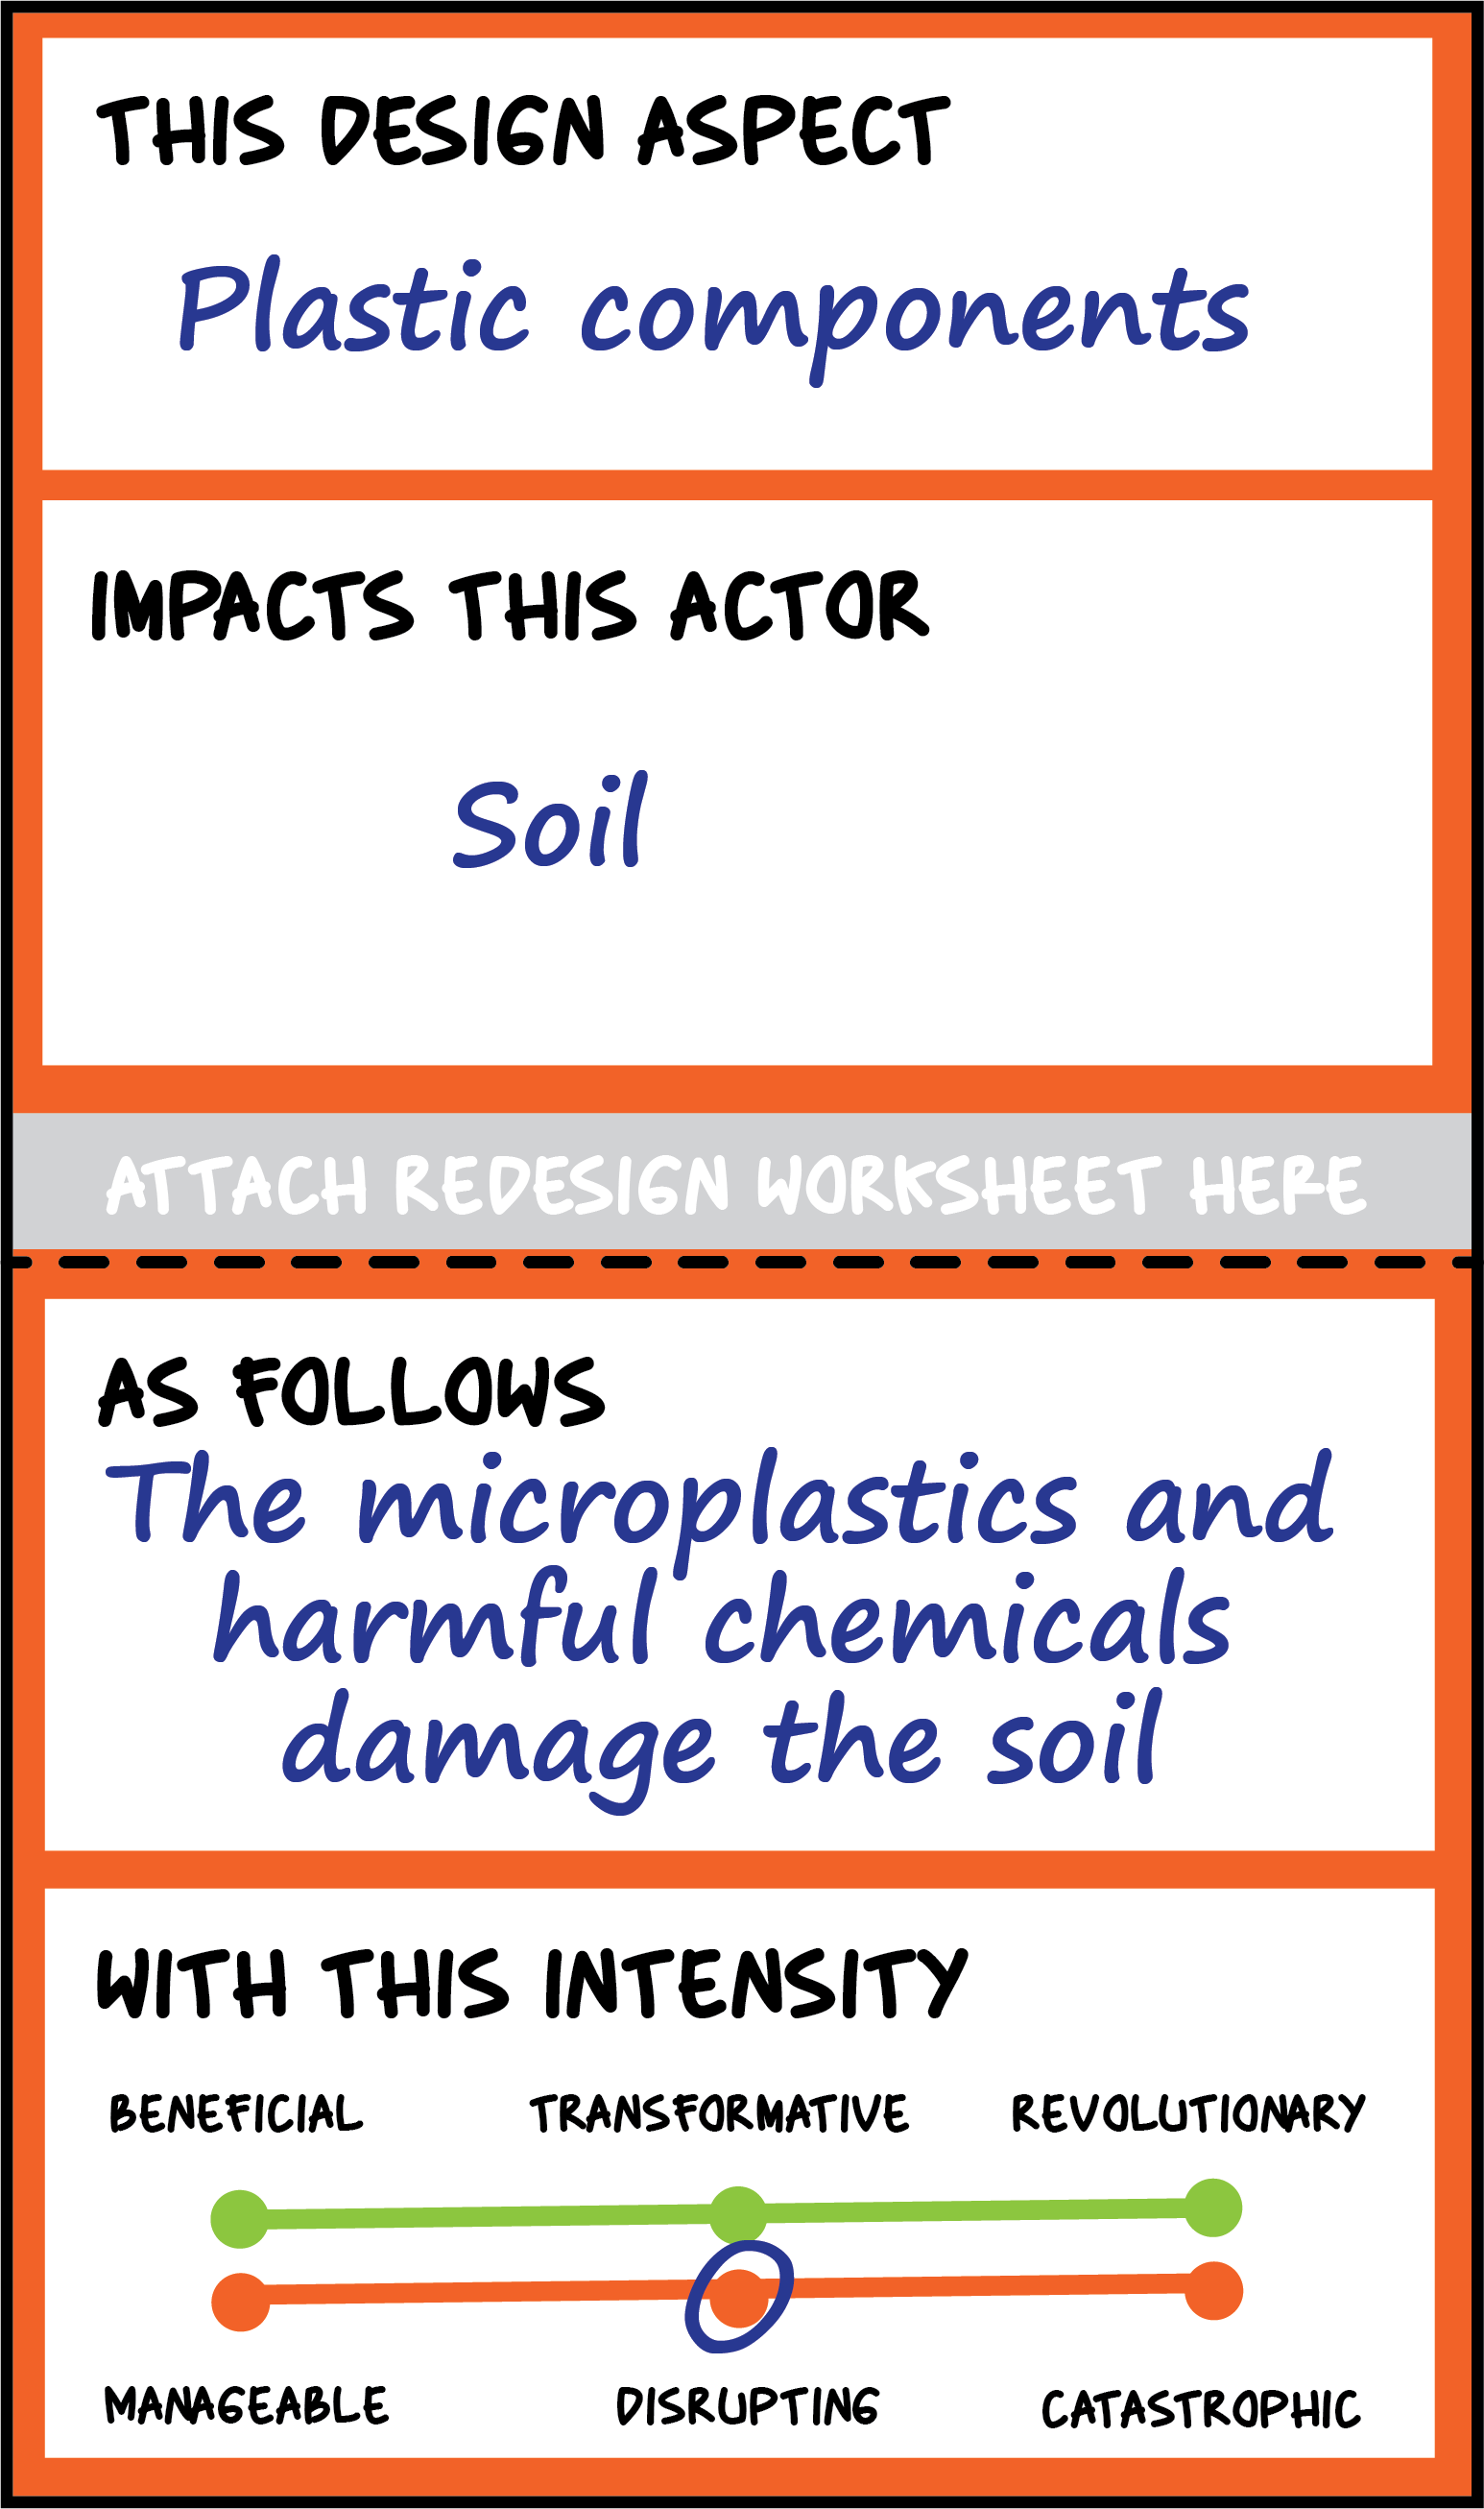 THIS DESIGN ASPECT
Plastic components
IMPACTS THIS ACTOR
Soil
ATTACH REDESIGN WORKSHEET HERE
AS FOLLOWS
The microplastics and
harmful chemicals
damage the soil
WITH THIS INTENSITY
BENEFICIAL TRANSFORMATIVE REVOLUTIONARY
MANAGEABLE DISRUPTING CATASTROPHIC